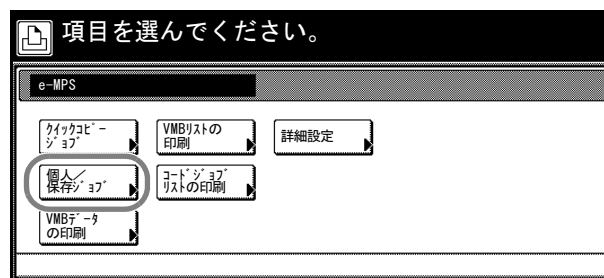 項目を選んでください。
e-MPS
ｸｲｯｸｺﾋﾟｰ
ｼﾞｮﾌﾞ
VMBﾘｽﾄの
印刷
詳細設定
個人／
保存ｼﾞｮﾌﾞ
ｺｰﾄﾞｼﾞｮﾌﾞ
ﾘｽﾄの印刷
VMBﾃﾞｰﾀ
の印刷